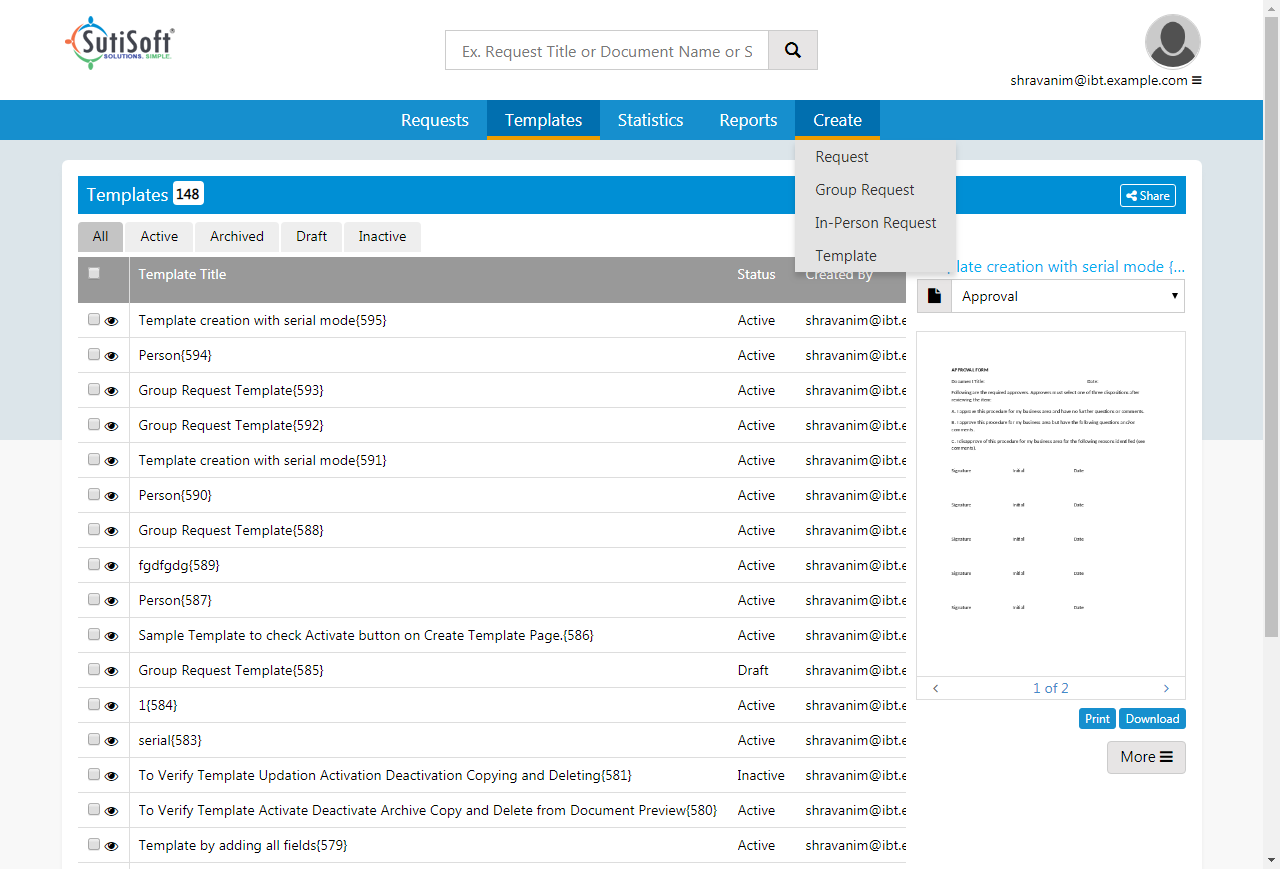 SutiSoft®
SOLUTIONS. SIMPLE.
Ex. Request Title or Document Name or S
shravanim@ibt.example.com
Requests Templates Statistics Reports Create
Request
Group Request
In-Person Request
Template
Templates 148
Share
All Active Archived Draft Inactive
Template Title Status Created By
late creation with serial mode {...
Approval
Template creation with serial mode{595} Active shravanim@ibt.e
Person{594} Active shravanim@ibt.e
Group Request Template{593} Active shravanim@ibt.e
Group Request Template{592} Active shravanim@ibt.e
Template creation with serial mode{591} Active shravanim@ibt.e
Person{590} Active shravanim@ibt.e
Group Request Template{588} Active shravanim@ibt.e
fgdfgdg{589} Active shravanim@ibt.e
Person{587} Active shravanim@ibt.e
Sample Template to check Activate button on Create Template Page.{586} Active shravanim@ibt.e
Group Request Template{585} Draft shravanim@ibt.e
1{584} Active shravanim@ibt.e
serial{583} Active shravanim@ibt.e
To Verify Template Updation Activation Deactivation Copying and Deleting{581} Inactive shravanim@ibt.e
To Verify Template Activate Deactivate Archive Copy and Delete from Document Preview{580} Active shravanim@ibt.e
Template by adding all fields{579} Active shravanim@ibt.e
APPROVAL FORM
Document Title: Date:
Following are the required approvers. Approvers must select one of three dispositions after
reviewing the item:
A. I approve this procedure for my business area and have no further questions or comments.
B. I approve this procedure for my business area but have the following questions and/or
comments.
C. I disapprove of this procedure for my business area for the following reasons identified (see
comments).
Signature Initial Date
Signature Initial Date
Signature Initial Date
Signature Initial Date
Signature Initial Date
1 of 2
Print Download
More